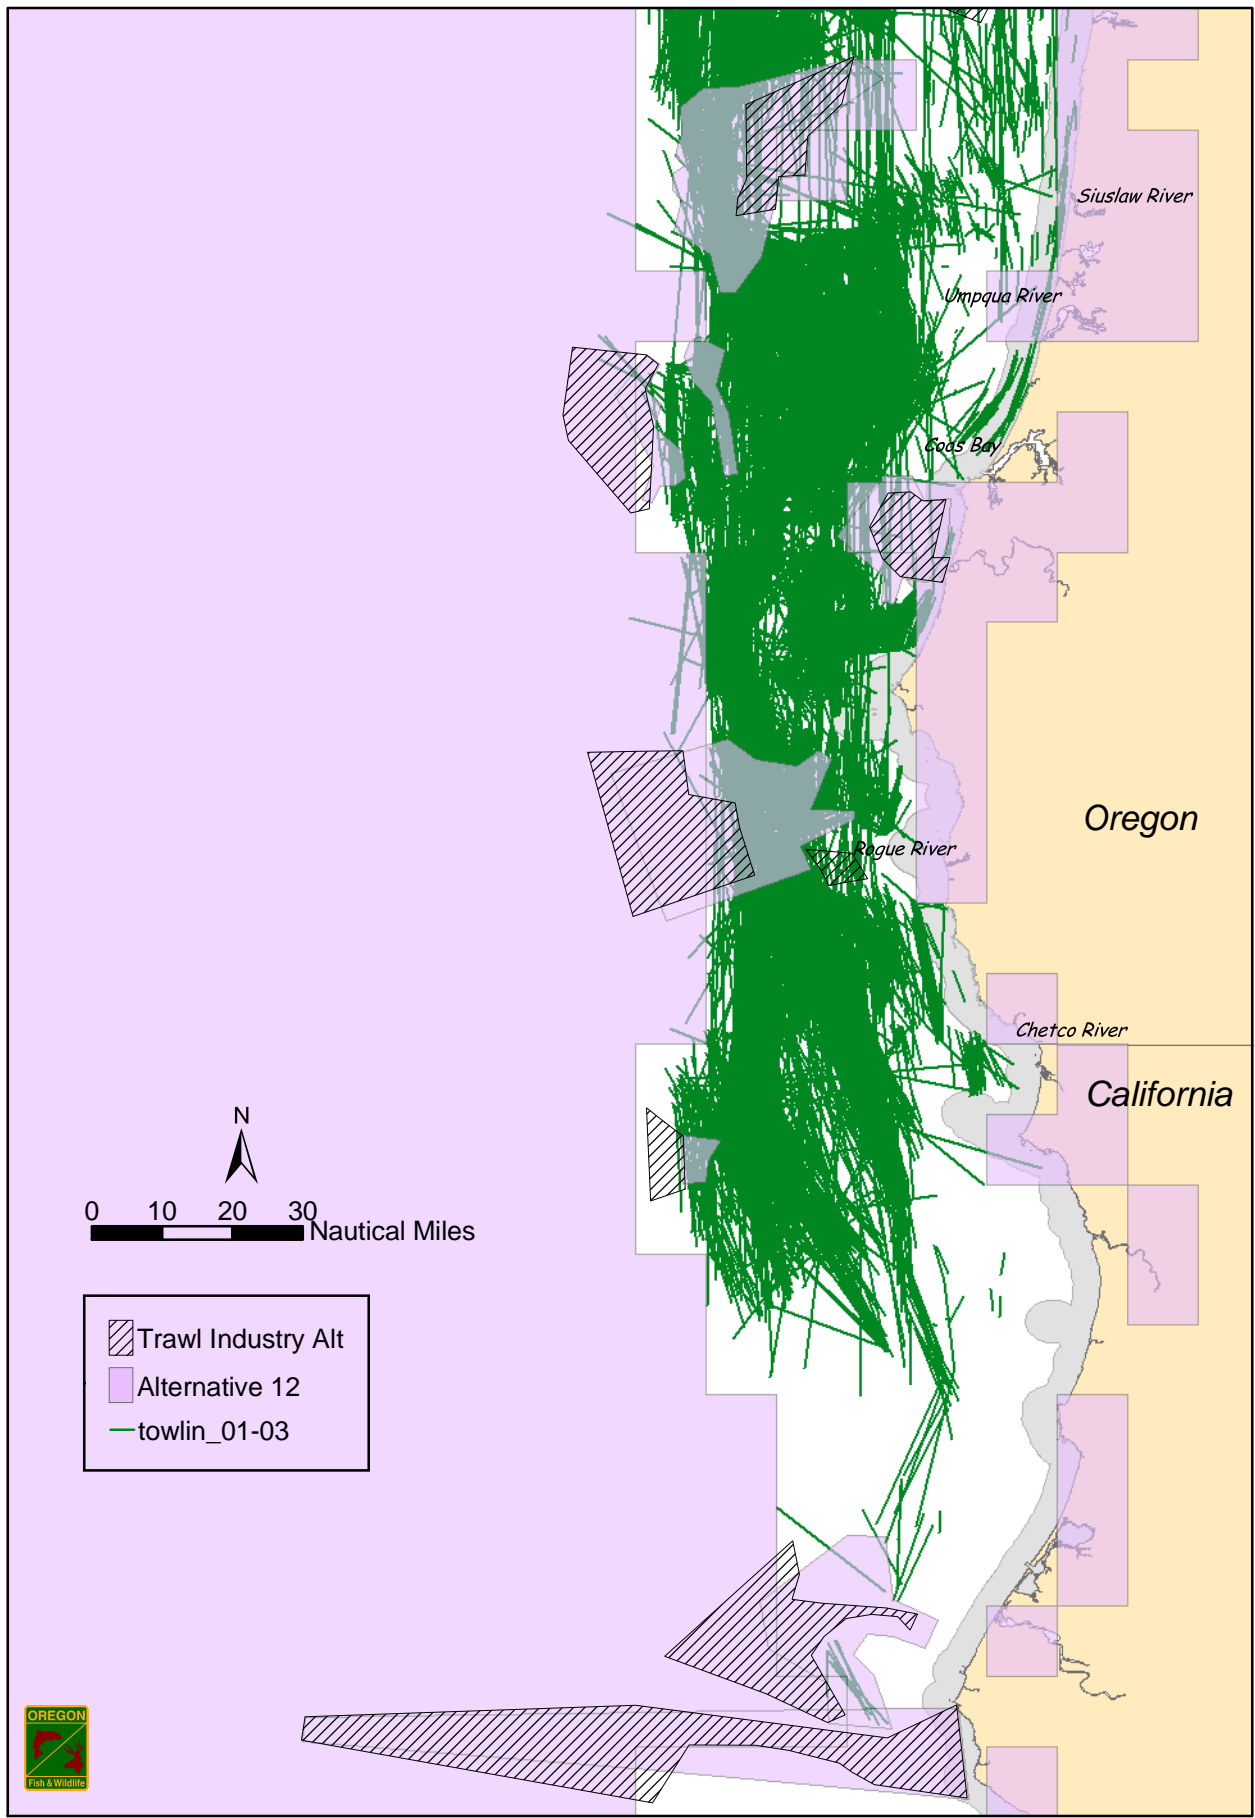 Siuslaw River
Umpqua River
Coos Bay
Oregon
Rogue River
Chetco River
California
N
0 10 20 30 Nautical Miles
Trawl Industry Alt
Alternative 12
towlin_01-03
OREGON
Fish & Wildlife